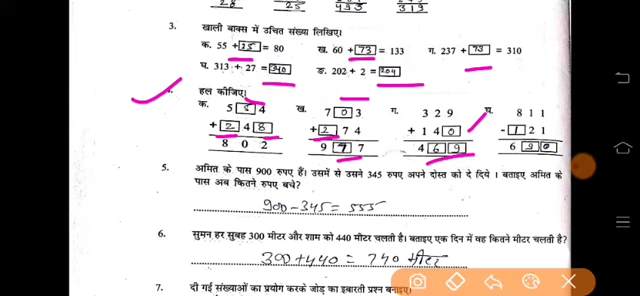 3. खाली बाक्स में उचित संख्या लिखिए।
क. 55 + 25 = 80 ख. 60 + 73 = 133 ग. 237 + 73 = 310
घ. 313 + 27 = 340 ङ. 202 + 2 = 204
हल कीजिए।
क. 5 5 4 ख. 7 0 3 ग. 3 2 9 घ. 8 1 1
+ 2 4 8 + 2 7 4 + 1 4 0 - 1 2 1
8 0 2 9 7 7 4 6 9 6 9 0
5. अमित के पास 900 रुपए हैं। उसमें से उसने 345 रुपए अपने दोस्त को दे दिये । बताइए अमित के
पास अब कितने रुपए बचे?
900 - 345 = 555
6. सुमन हर सुबह 300 मीटर और शाम को 440 मीटर चलती है। बताइए एक दिन में वह कितने मीटर चलती है?
300 + 440 = 740 मीटर
7. दी गई संख्याओं का प्रयोग करके जोड़ का इबारती प्रश्न बनाइए।